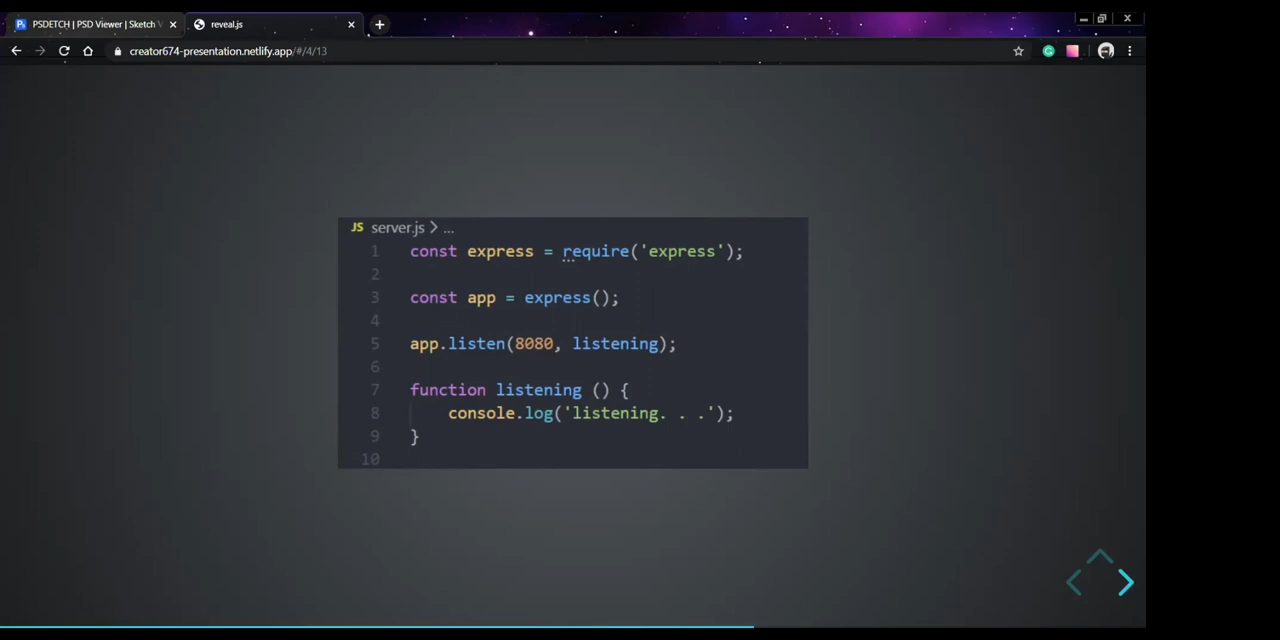 PSDETCH | PSD Viewer | Sketch V
reveal.js
creator674-presentation.netlify.app/#/4/13
JS server.js > ...
1 const express = require('express');
2
3 const app = express();
4
5 app.listen(8080, listening);
6
7 function listening () {
8 console.log('listening. . .');
9 }
10